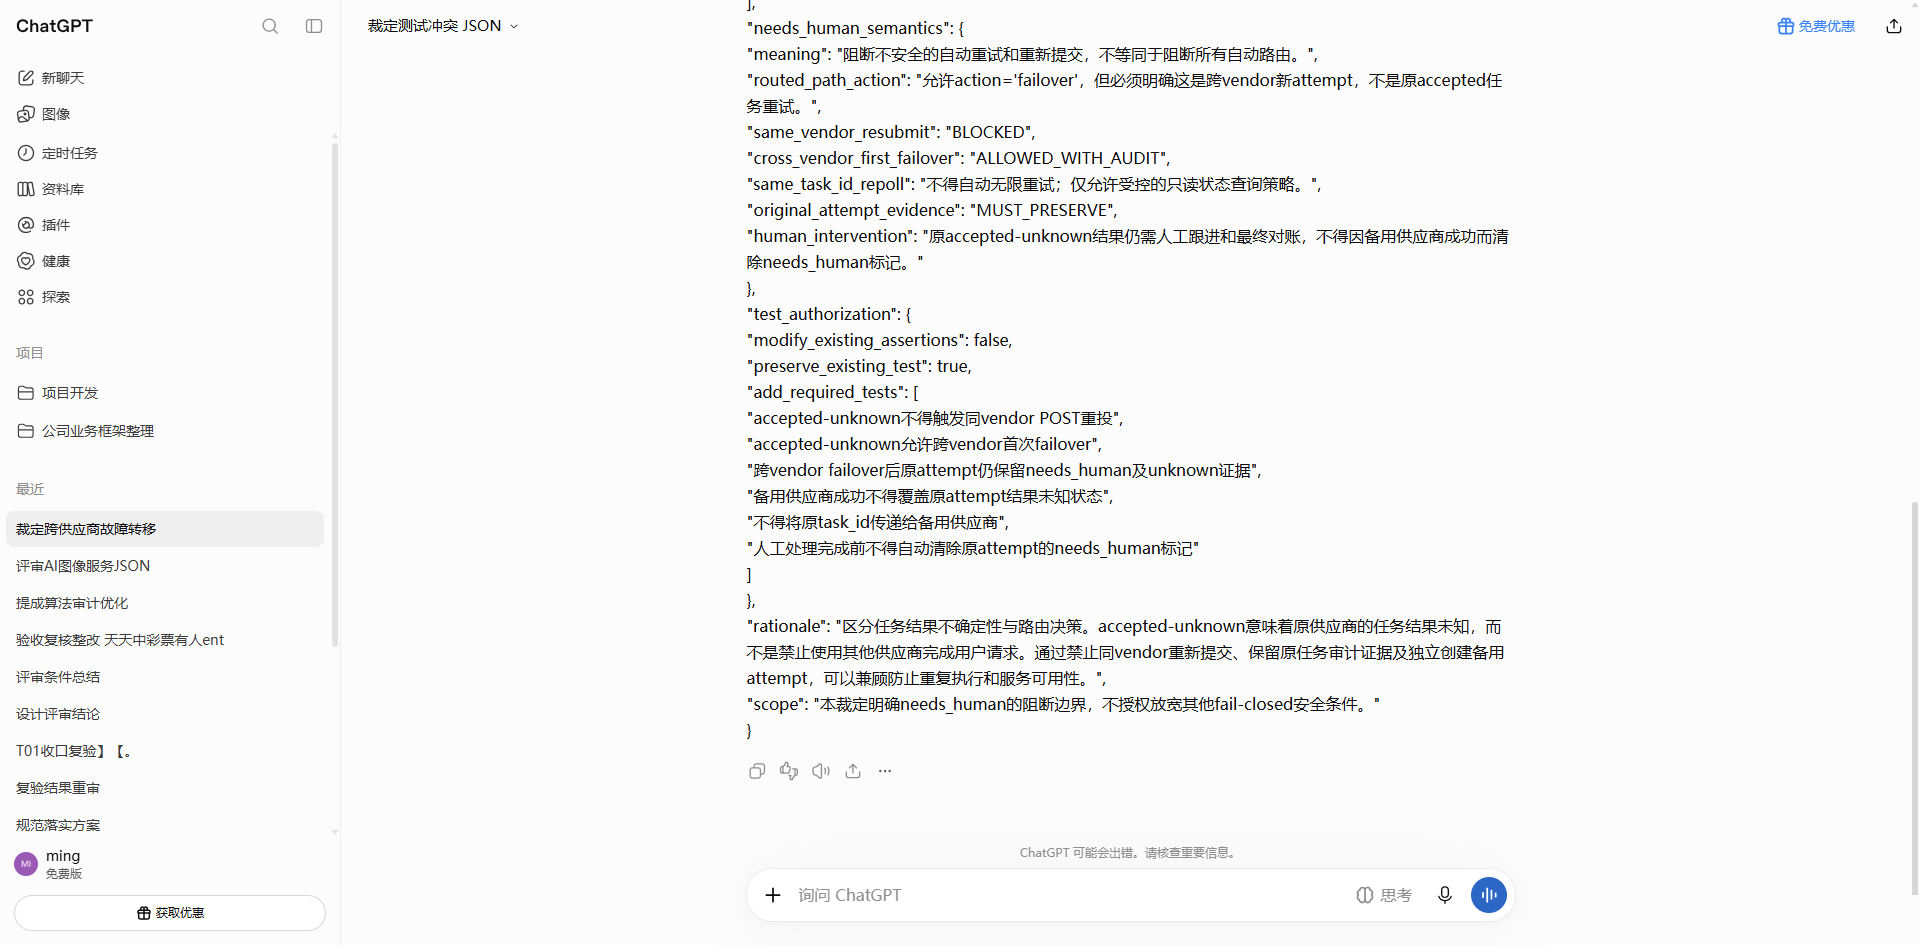 ChatGPT
新聊天
图像
定时任务
资料库
插件
健康
探索
项目
项目开发
公司业务框架整理
最近
裁定跨供应商故障转移
评审AI图像服务JSON
提成算法审计优化
验收复核整改 天天中彩票有人ent
评审条件总结
设计评审结论
T01收口复验】【。
复验结果重审
规范落实方案
MI
ming
免费版
获取优惠
裁定测试冲突 JSON
免费优惠
],
"needs_human_semantics": {
"meaning": "阻断不安全的自动重试和重新提交，不等同于阻断所有自动路由。",
"routed_path_action": "允许action='failover'，但必须明确这是跨vendor新attempt，不是原accepted任
务重试。",
"same_vendor_resubmit": "BLOCKED",
"cross_vendor_first_failover": "ALLOWED_WITH_AUDIT",
"same_task_id_repoll": "不得自动无限重试；仅允许受控的只读状态查询策略。",
"original_attempt_evidence": "MUST_PRESERVE",
"human_intervention": "原accepted-unknown结果仍需人工跟进和最终对账，不得因备用供应商成功而清
除needs_human标记。"
},
"test_authorization": {
"modify_existing_assertions": false,
"preserve_existing_test": true,
"add_required_tests": [
"accepted-unknown不得触发同vendor POST重投",
"accepted-unknown允许跨vendor首次failover",
"跨vendor failover后原attempt仍保留needs_human及unknown证据",
"备用供应商成功不得覆盖原attempt结果未知状态",
"不得将原task_id传递给备用供应商",
"人工处理完成前不得自动清除原attempt的needs_human标记"
]
},
"rationale": "区分任务结果不确定性与路由决策。accepted-unknown意味着原供应商的任务结果未知，而
不是禁止使用其他供应商完成用户请求。通过禁止同vendor重新提交、保留原任务审计证据及独立创建备用
attempt，可以兼顾防止重复执行和服务可用性。",
"scope": "本裁定明确needs_human的阻断边界，不授权放宽其他fail-closed安全条件。"
}
ChatGPT 可能会出错。请核查重要信息。
询问 ChatGPT
思考